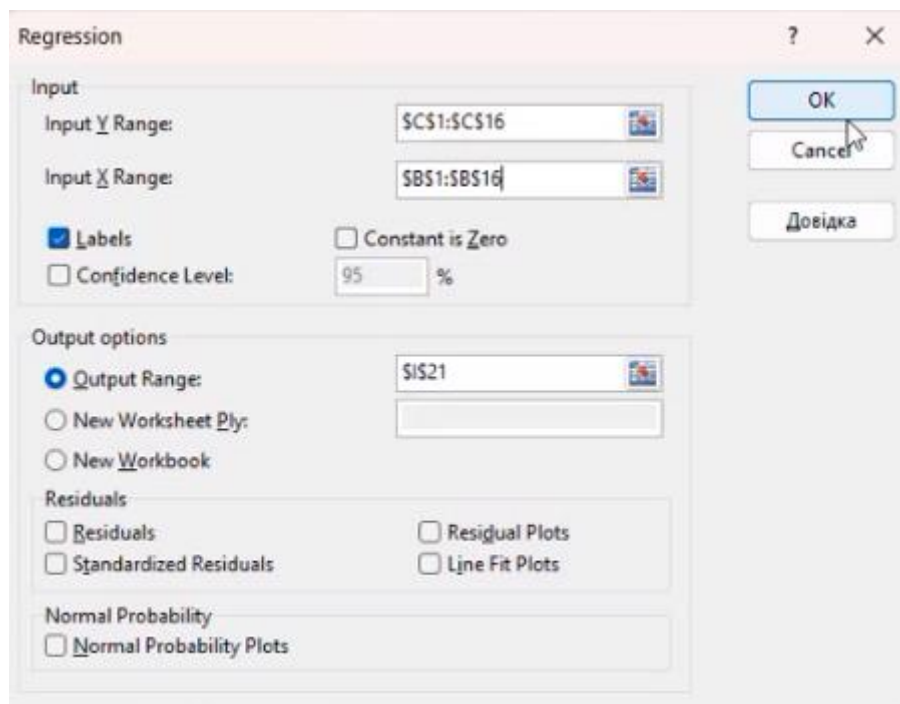 Regression ? ×
Input
Input Y Range: $C$1:$C$16
Input X Range: $B$1:$B$16
Labels Constant is Zero
Confidence Level: 95 %
OK
Cancel
Довідка
Output options
Output Range: $I$21
New Worksheet Ply:
New Workbook
Residuals
Residuals Residual Plots
Standardized Residuals Line Fit Plots
Normal Probability
Normal Probability Plots